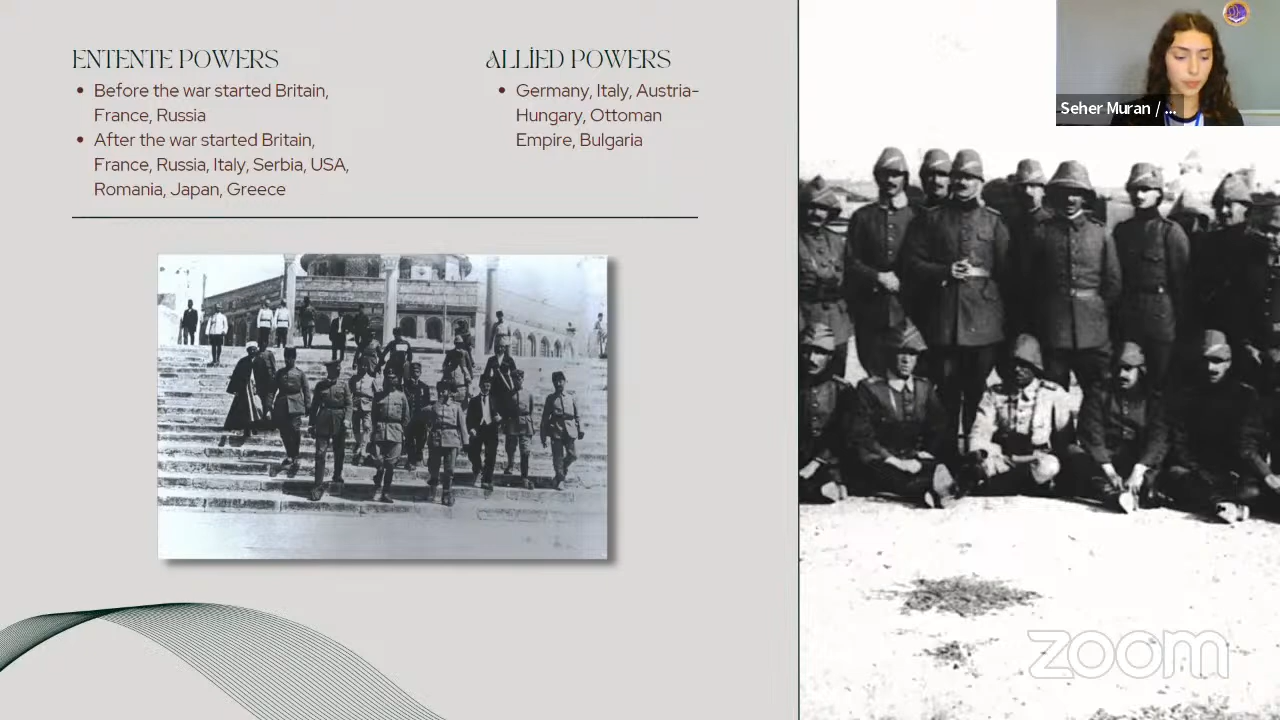 ENTENTE POWERS
Before the war started Britain,
France, Russia
After the war started Britain,
France, Russia, Italy, Serbia, USA,
Romania, Japan, Greece
ALLİED POWERS
Germany, Italy, Austria-
Hungary, Ottoman
Empire, Bulgaria
Seher Muran / ...
zoom